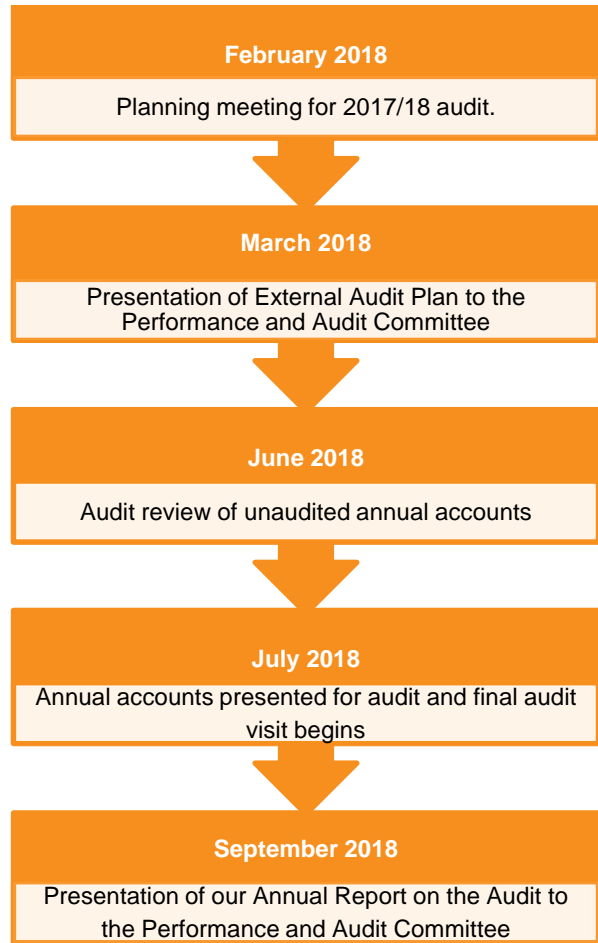 February 2018
Planning meeting for 2017/18 audit.
March 2018
Presentation of External Audit Plan to the
Performance and Audit Committee
June 2018
Audit review of unaudited annual accounts
July 2018
Annual accounts presented for audit and final audit
visit begins
September 2018
Presentation of our Annual Report on the Audit to
the Performance and Audit Committee